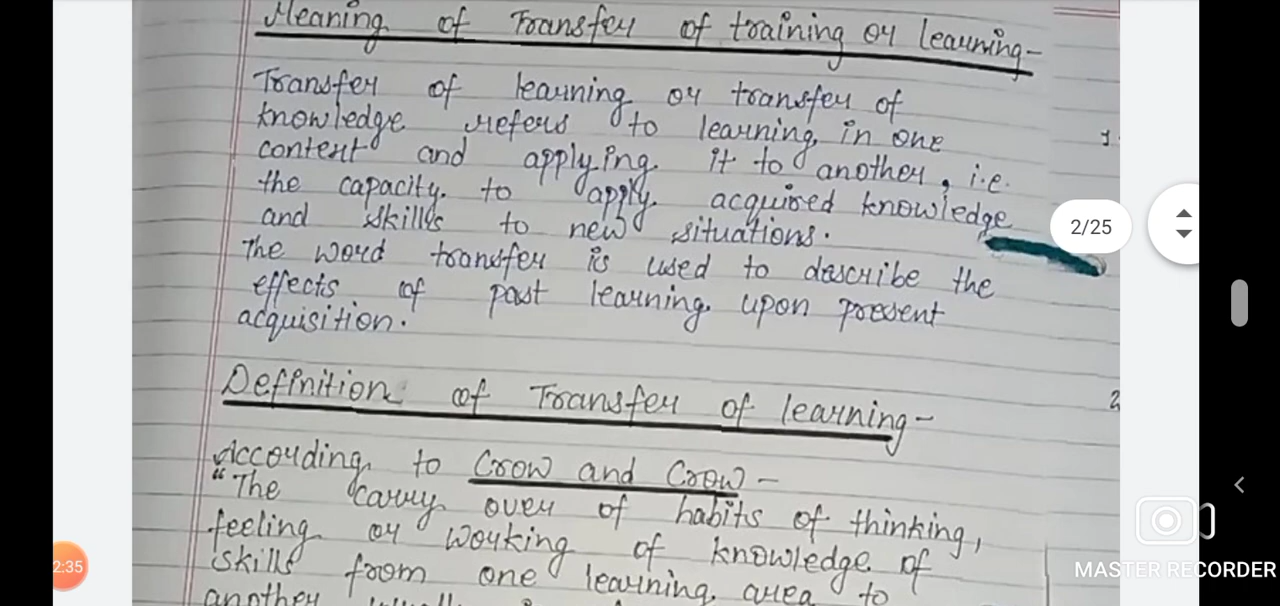 Meaning of Transfer of training or learning-
Transfer of learning or transfer of
knowledge refers to learning in one
content and applying it to another, i.e.
the capacity to apply acquired knowledge
and skills to new situations.
The word transfer is used to describe the
effects of past learning upon present
acquisition.
Definition of Transfer of learning-
According to Crow and Crow-
"The carry over of habits of thinking,
feeling or working of knowledge of
skills from one learning area to
another
1
2
2/25
2:35
MASTER RECORDER